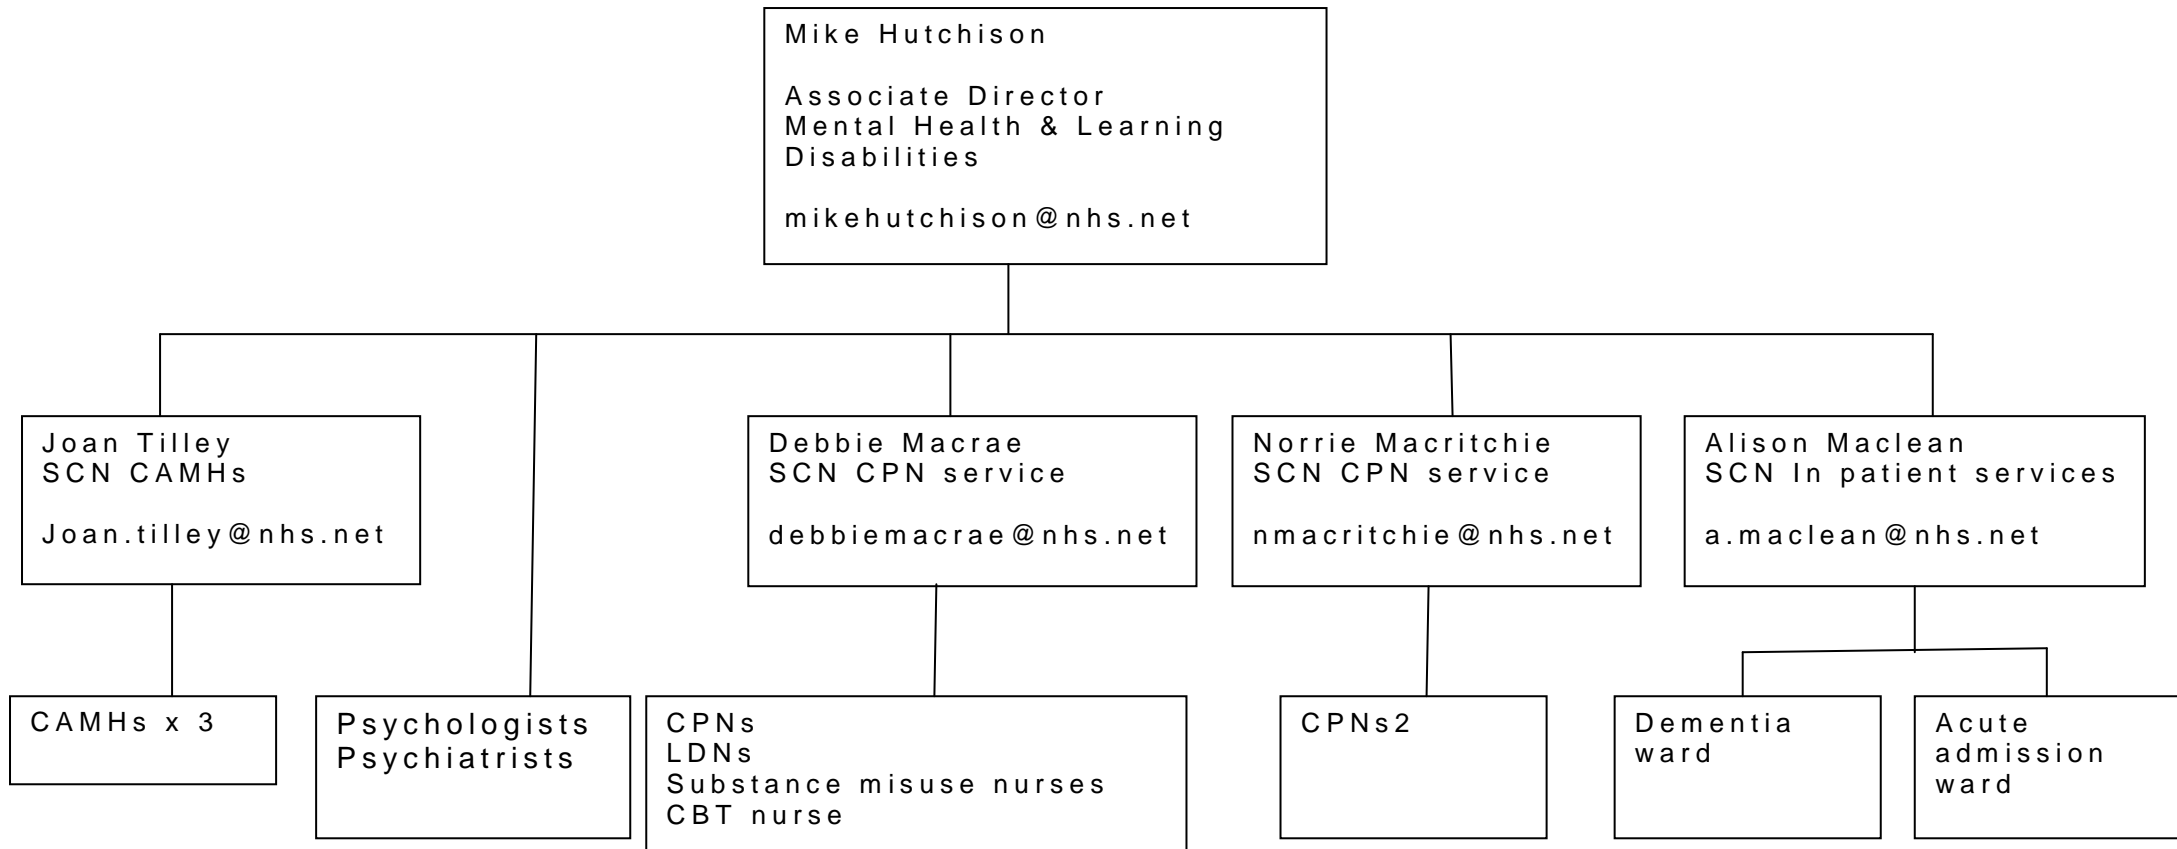 Mike Hutchison
Associate Director
Mental Health & Learning
Disabilities
mikehutchison@nhs.net
Joan Tilley
SCN CAMHs
Joan.tilley@nhs.net
Debbie Macrae
SCN CPN service
debbiemacrae@nhs.net
Norrie Macritchie
SCN CPN service
nmacritchie@nhs.net
Alison Maclean
SCN In patient services
a.maclean@nhs.net
CAMHs x 3
Psychologists
Psychiatrists
CPNs
LDNs
Substance misuse nurses
CBT nurse
CPNs2
Dementia
ward
Acute
admission
ward